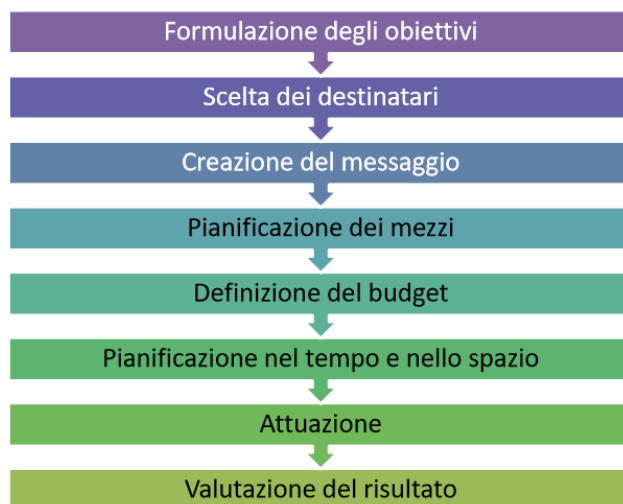 Formulazione degli obiettivi
Scelta dei destinatari
Creazione del messaggio
Pianificazione dei mezzi
Definizione del budget
Pianificazione nel tempo e nello spazio
Attuazione
Valutazione del risultato